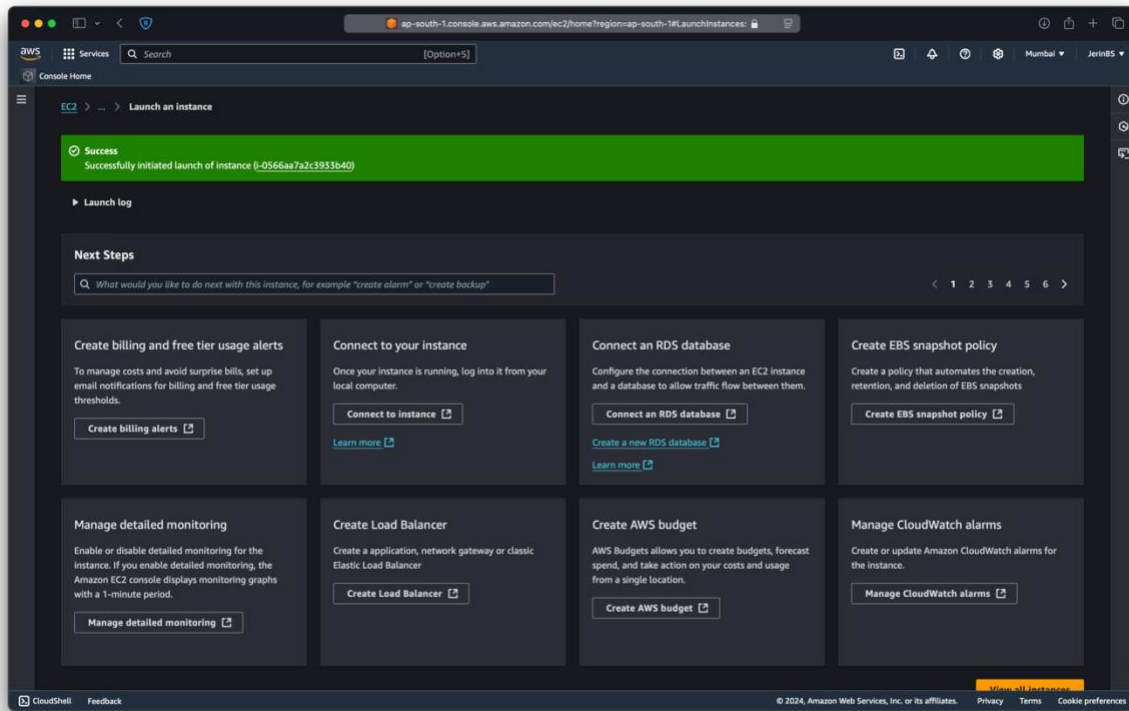 ap-south-1.console.aws.amazon.com/ec2/home?region=ap-south-1#LaunchInstances:
aws
Services
Search
[Option+S]
Mumbai
JerinBS
Console Home
EC2 > ... > Launch an instance
Success
Successfully initiated launch of instance (i-0566aa7a2c3933b40)
Launch log
Next Steps
What would you like to do next with this instance, for example "create alarm" or "create backup"
< 1 2 3 4 5 6 >
Create billing and free tier usage alerts
To manage costs and avoid surprise bills, set up
email notifications for billing and free tier usage
thresholds.
Create billing alerts
Connect to your instance
Once your instance is running, log into it from your
local computer.
Connect to instance
Learn more
Connect an RDS database
Configure the connection between an EC2 instance
and a database to allow traffic flow between them.
Connect an RDS database
Create a new RDS database
Learn more
Create EBS snapshot policy
Create a policy that automates the creation,
retention, and deletion of EBS snapshots
Create EBS snapshot policy
Manage detailed monitoring
Enable or disable detailed monitoring for the
instance. If you enable detailed monitoring, the
Amazon EC2 console displays monitoring graphs
with a 1-minute period.
Manage detailed monitoring
Create Load Balancer
Create a application, network gateway or classic
Elastic Load Balancer
Create Load Balancer
Create AWS budget
AWS Budgets allows you to create budgets, forecast
spend, and take action on your costs and usage
from a single location.
Create AWS budget
Manage CloudWatch alarms
Create or update Amazon CloudWatch alarms for
the instance.
Manage CloudWatch alarms
View all instances
CloudShell
Feedback
© 2024, Amazon Web Services, Inc. or its affiliates.
Privacy
Terms
Cookie preferences